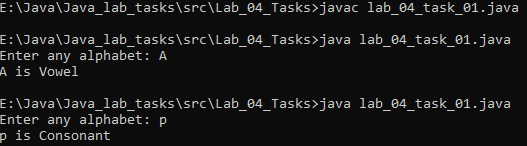 E:\Java\Java_lab_tasks\src\Lab_04_Tasks>javac lab_04_task_01.java
E:\Java\Java_lab_tasks\src\Lab_04_Tasks>java lab_04_task_01.java
Enter any alphabet: A
A is Vowel
E:\Java\Java_lab_tasks\src\Lab_04_Tasks>java lab_04_task_01.java
Enter any alphabet: p
p is Consonant